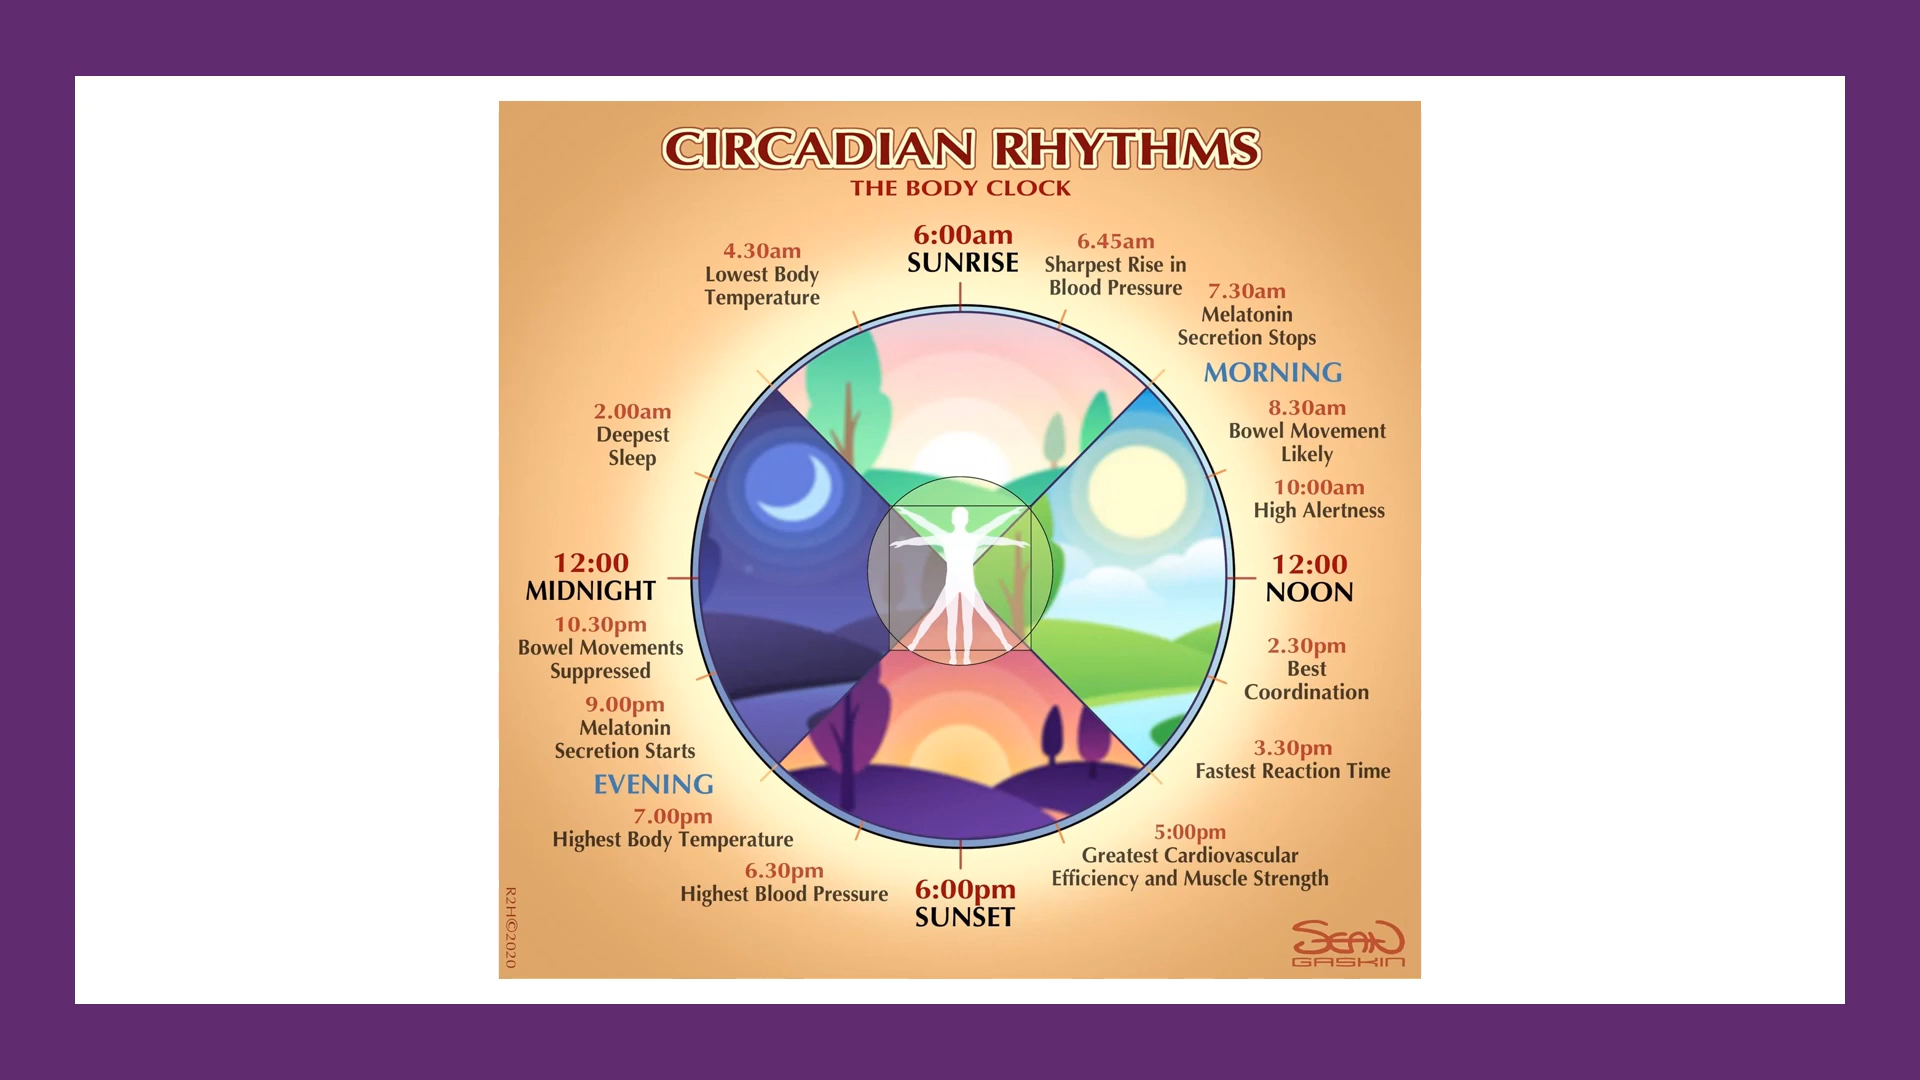 CIRCADIAN RHYTHMS
THE BODY CLOCK
6:00am
SUNRISE
6.45am
Sharpest Rise in
Blood Pressure
7.30am
Melatonin
Secretion Stops
MORNING
8.30am
Bowel Movement
Likely
10:00am
High Alertness
12:00
NOON
2.30pm
Best
Coordination
3.30pm
Fastest Reaction Time
5:00pm
Greatest Cardiovascular
Efficiency and Muscle Strength
6:00pm
SUNSET
6.30pm
Highest Blood Pressure
7.00pm
Highest Body Temperature
EVENING
9.00pm
Melatonin
Secretion Starts
10.30pm
Bowel Movements
Suppressed
12:00
MIDNIGHT
2.00am
Deepest
Sleep
4.30am
Lowest Body
Temperature
R2H©2020
SEAN
GASKIN